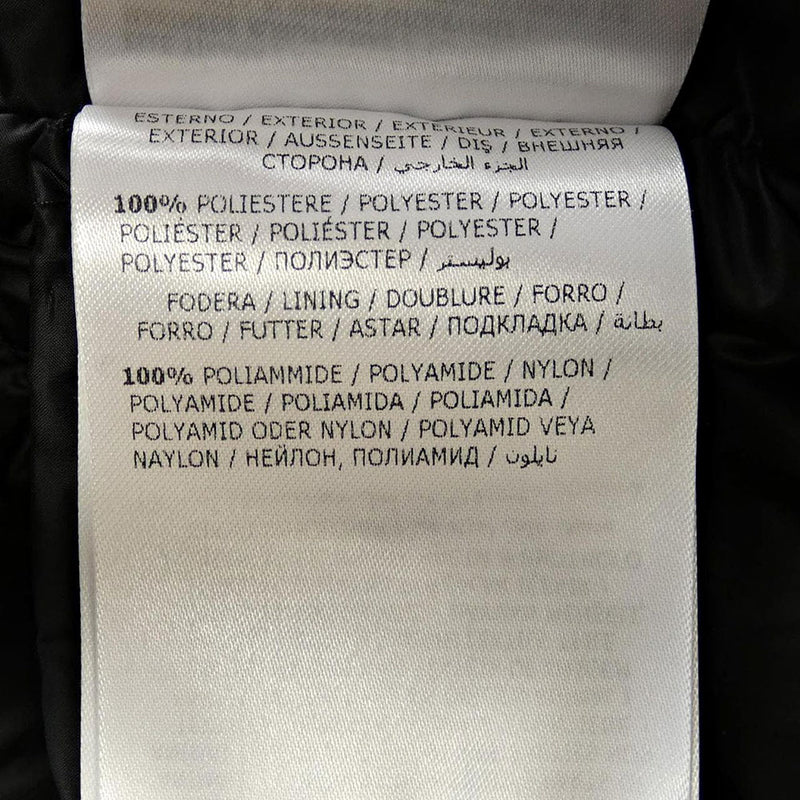 ESTERNO / EXTERIOR / EXTERIEUR / EXTERNO /
EXTERIOR / AUSSENSEITE / DIŞ / ВНЕШНЯЯ
СТОРОНА / الجزء الخارجي
100% POLIESTERE / POLYESTER / POLYESTER /
POLIÉSTER / POLIÉSTER / POLYESTER /
POLYESTER / ПОЛИЭСТЕР / بوليستر
FODERA / LINING / DOUBLURE / FORRO /
FORRO / FUTTER / ASTAR / ПОДКЛАДКА / بطانة
100% POLIAMMIDE / POLYAMIDE / NYLON /
POLYAMIDE / POLIAMIDA / POLIAMIDA /
POLYAMID ODER NYLON / POLYAMID VEYA
NAYLON / НЕЙЛОН, ПОЛИАМИД / نايلون